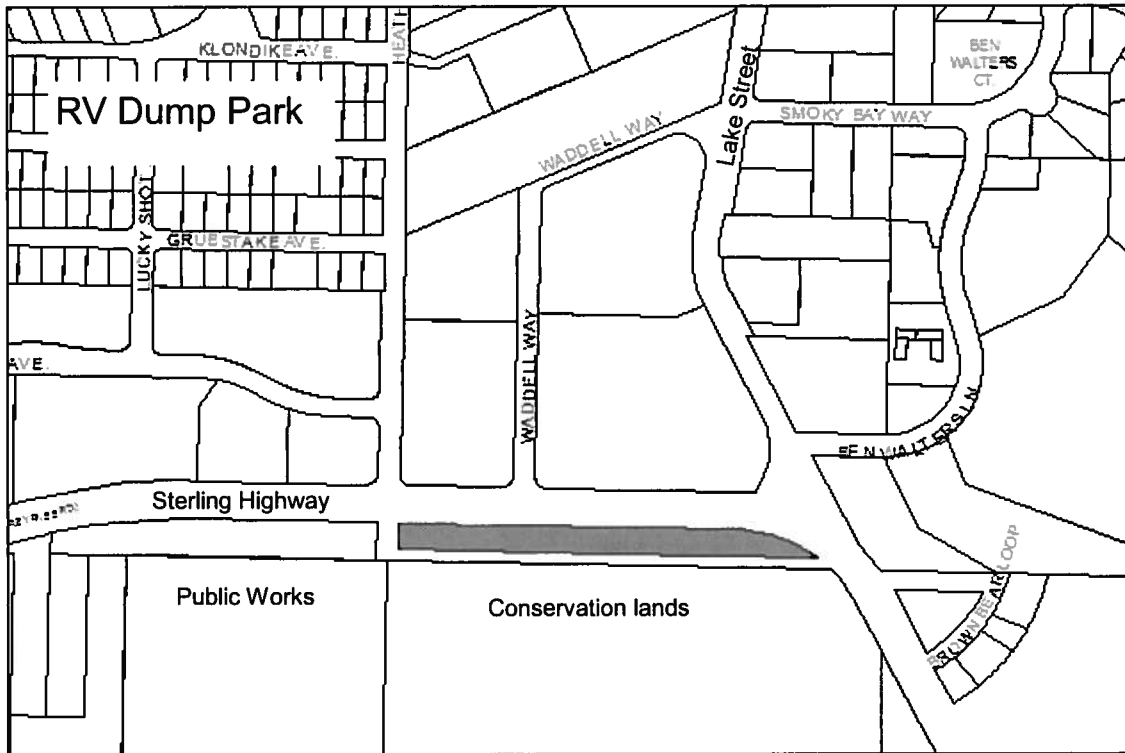 KLONDIKE AVE.
HEATH
BEN
WALTERS
CT.
RV Dump Park
Lake Street
SMOKY BAY WAY
WADDELL WAY
LUCKY SHOT
GRUBSTAKE AVE.
WADDELL WAY
AVE.
BEN WALTERS LN
Sterling Highway
Public Works
Conservation lands
BROWN BEAR LOOP